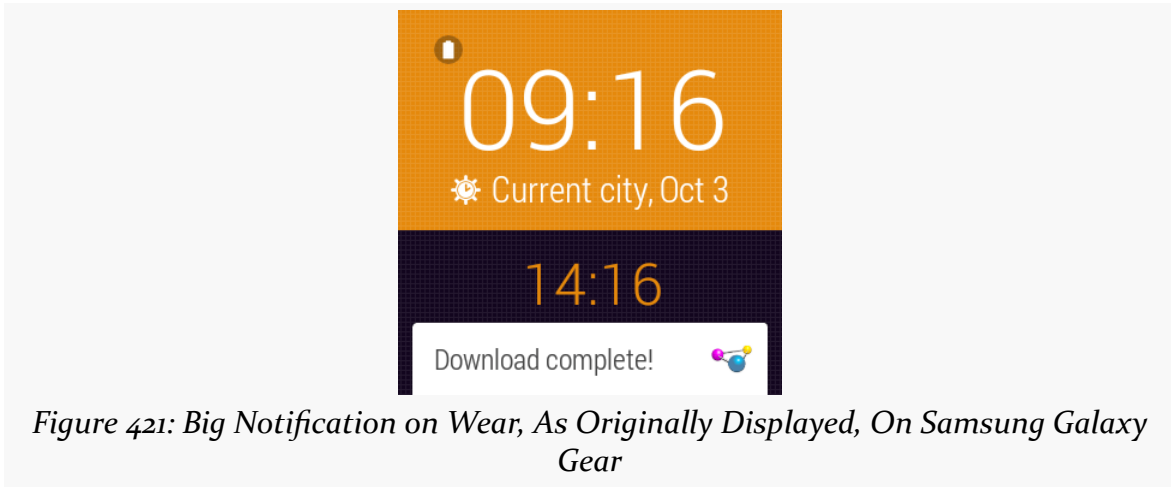 09:16
Current city, Oct 3
14:16
Download complete!
Figure 421: Big Notification on Wear, As Originally Displayed, On Samsung Galaxy
Gear